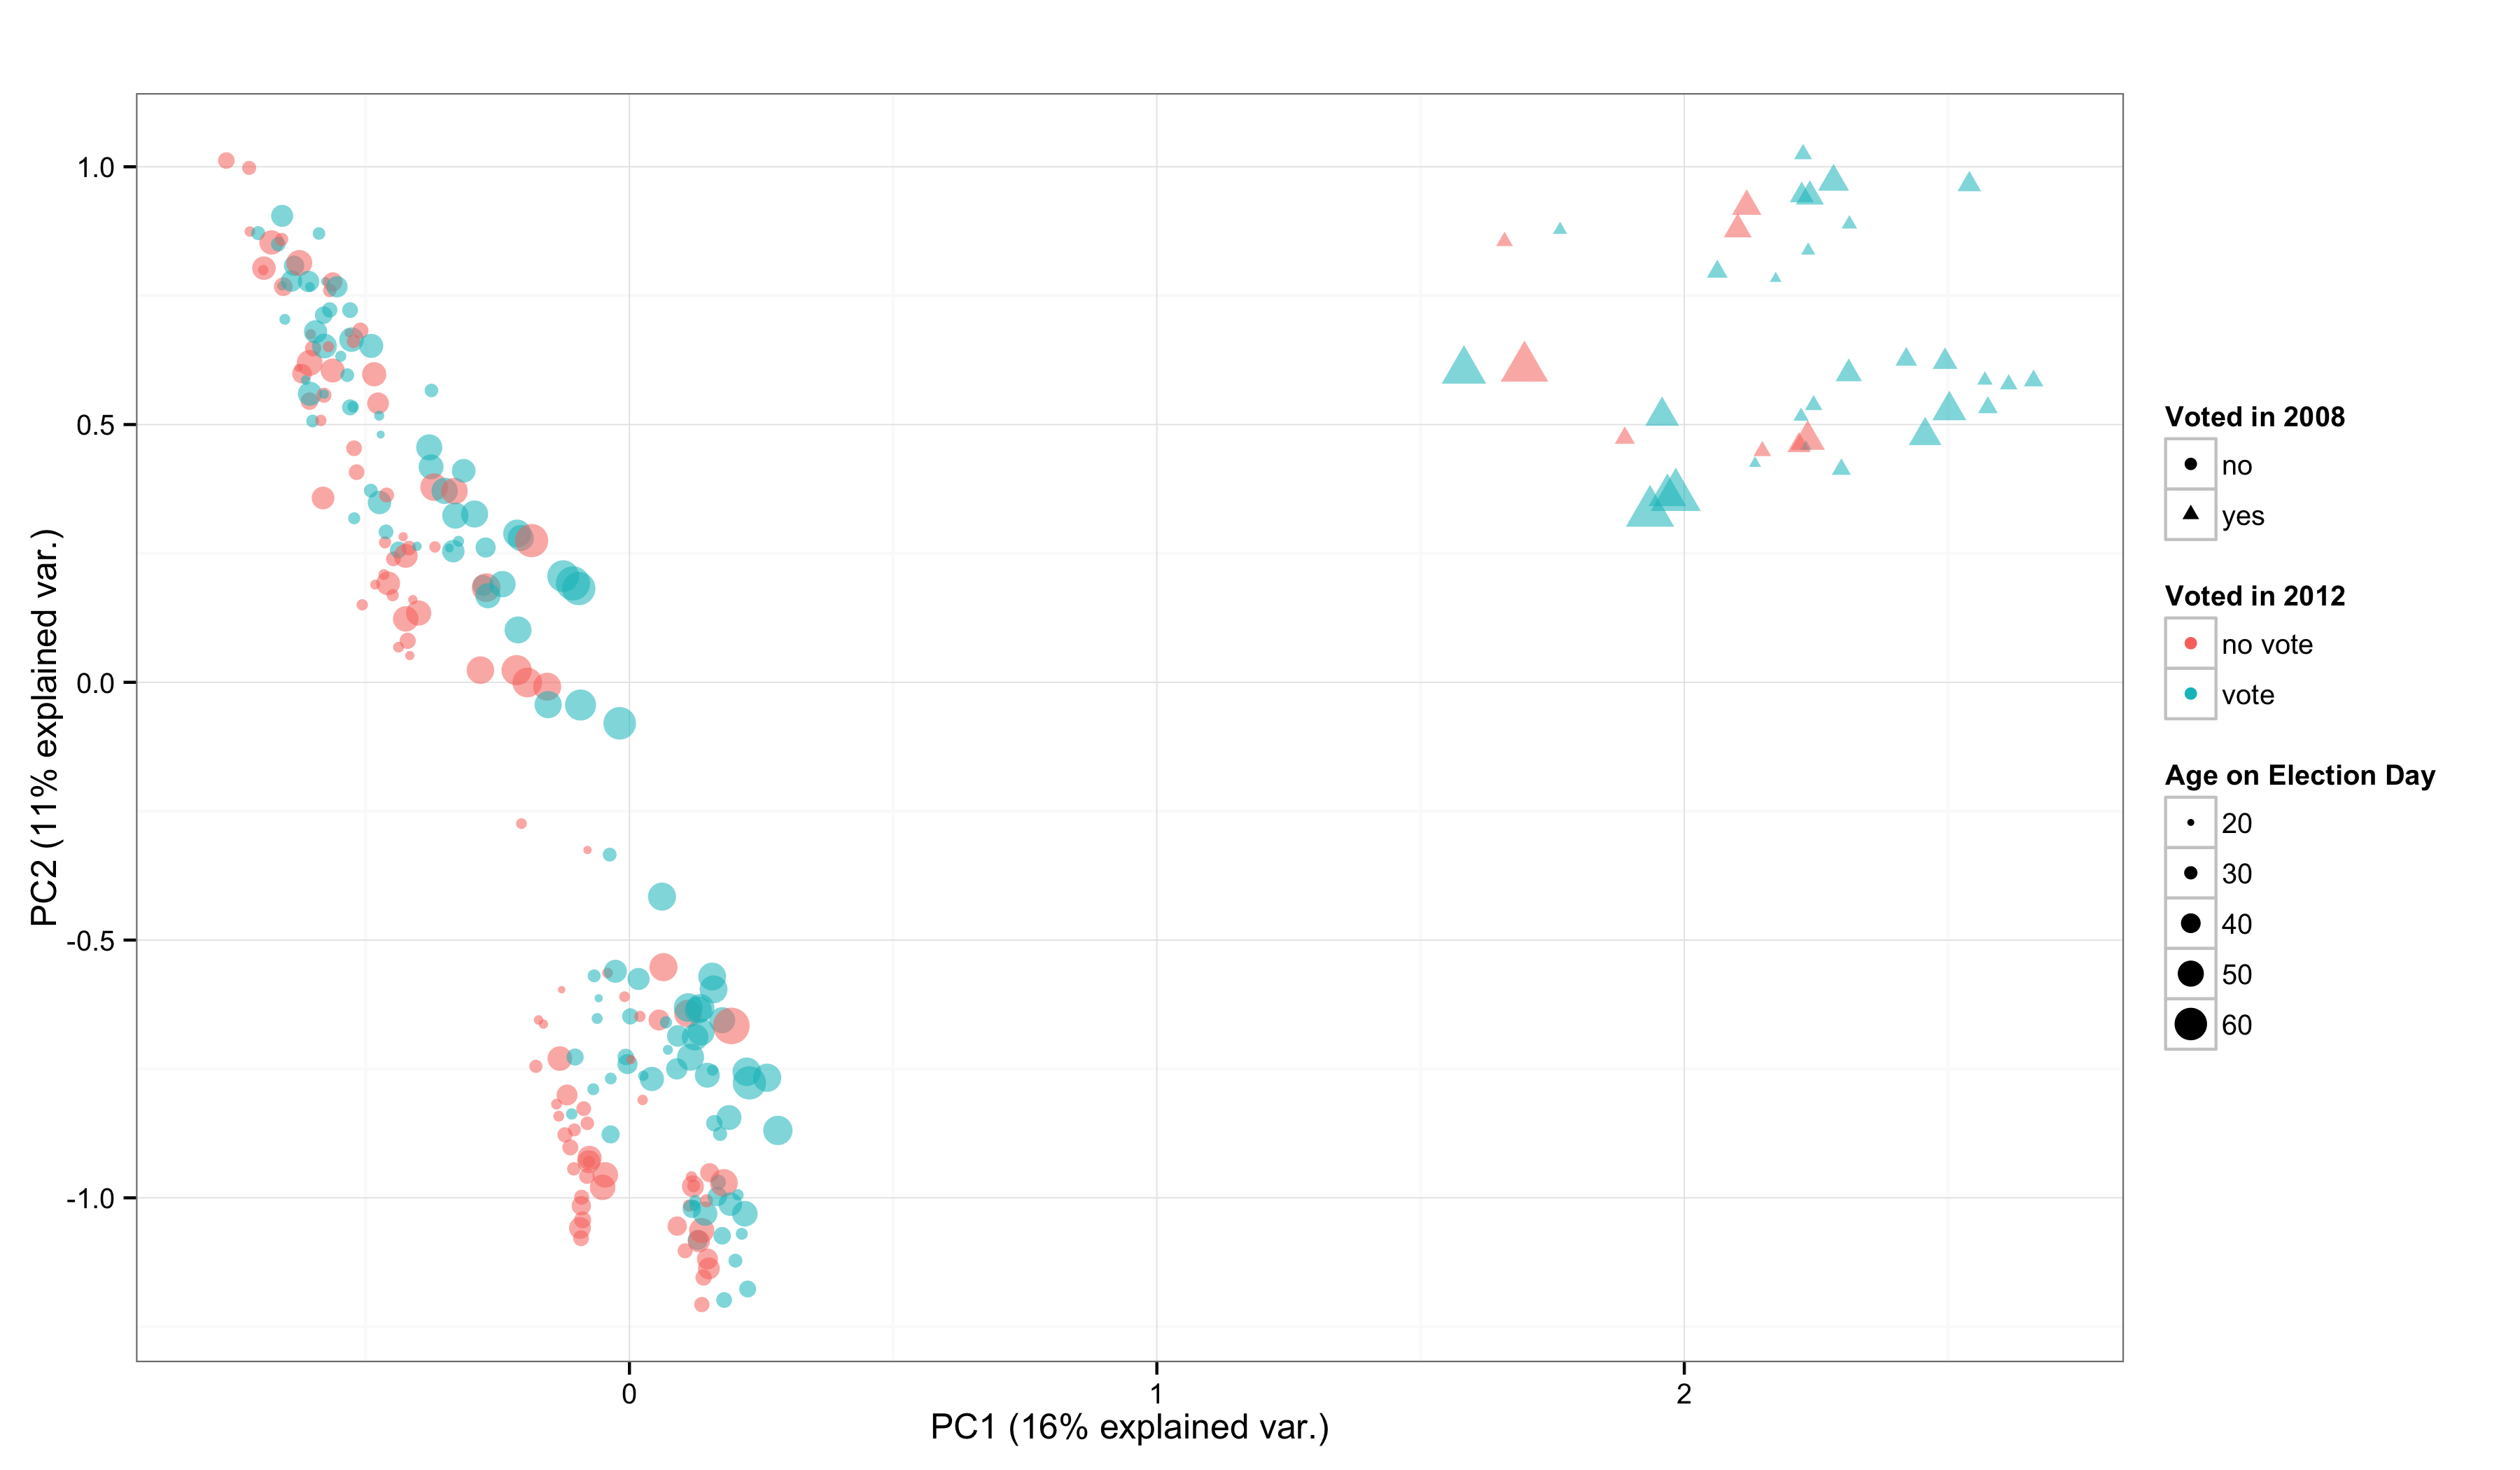 1.0
0.5
0.0
-0.5
-1.0
PC2 (11% explained var.)
0
1
2
PC1 (16% explained var.)
Voted in 2008
no
yes
Voted in 2012
no vote
vote
Age on Election Day
20
30
40
50
60